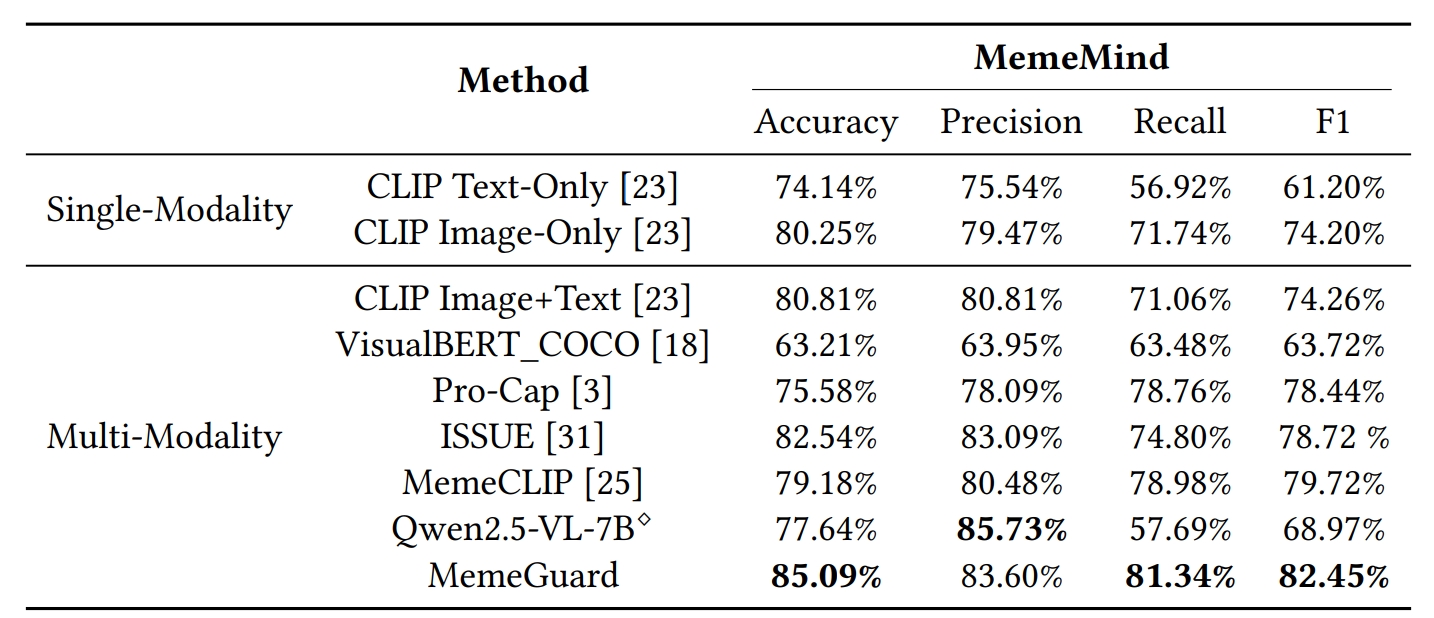 Method MemeMind
Accuracy Precision Recall F1
Single-Modality
CLIP Text-Only [23] 74.14% 75.54% 56.92% 61.20%
CLIP Image-Only [23] 80.25% 79.47% 71.74% 74.20%
Multi-Modality
CLIP Image+Text [23] 80.81% 80.81% 71.06% 74.26%
VisualBERT_COCO [18] 63.21% 63.95% 63.48% 63.72%
Pro-Cap [3] 75.58% 78.09% 78.76% 78.44%
ISSUE [31] 82.54% 83.09% 74.80% 78.72 %
MemeCLIP [25] 79.18% 80.48% 78.98% 79.72%
Qwen2.5-VL-7B⋄ 77.64% 85.73% 57.69% 68.97%
MemeGuard 85.09% 83.60% 81.34% 82.45%